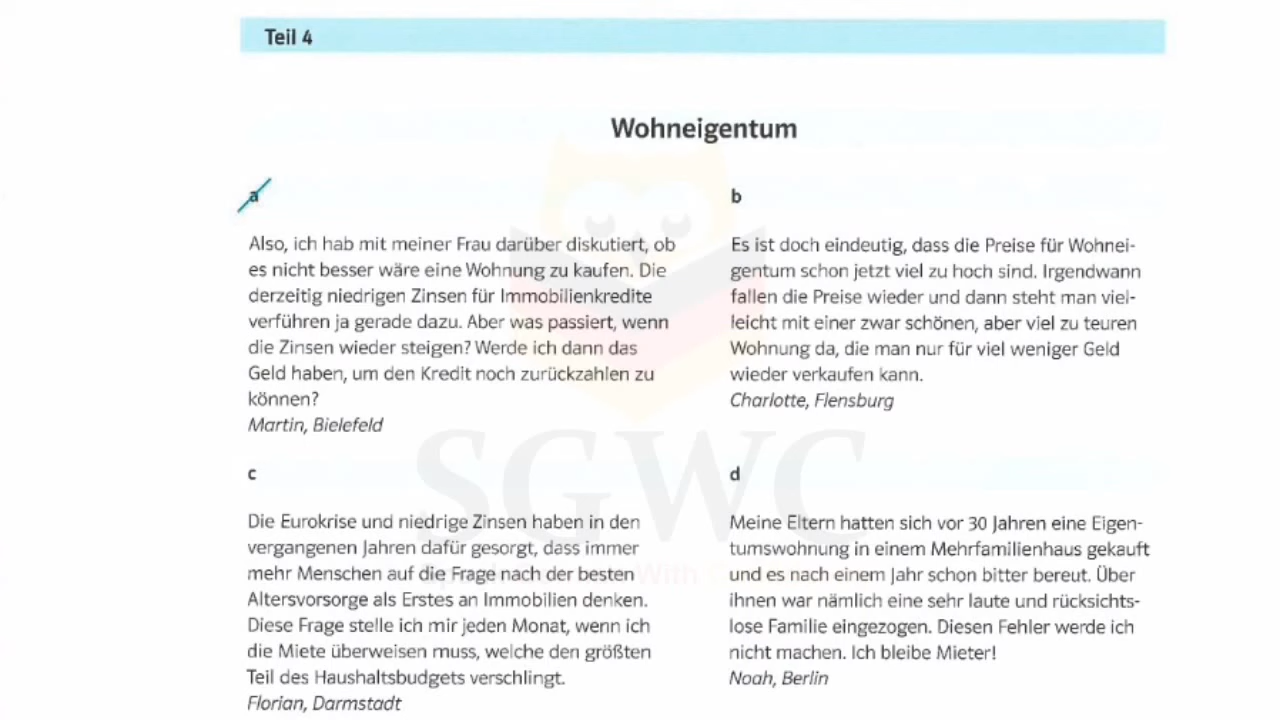 Teil 4
Wohneigentum
a
Also, ich hab mit meiner Frau darüber diskutiert, ob
es nicht besser wäre eine Wohnung zu kaufen. Die
derzeitig niedrigen Zinsen für Immobilienkredite
verführen ja gerade dazu. Aber was passiert, wenn
die Zinsen wieder steigen? Werde ich dann das
Geld haben, um den Kredit noch zurückzahlen zu
können?
Martin, Bielefeld
b
Es ist doch eindeutig, dass die Preise für Wohnei-
gentum schon jetzt viel zu hoch sind. Irgendwann
fallen die Preise wieder und dann steht man viel-
leicht mit einer zwar schönen, aber viel zu teuren
Wohnung da, die man nur für viel weniger Geld
wieder verkaufen kann.
Charlotte, Flensburg
c
Die Eurokrise und niedrige Zinsen haben in den
vergangenen Jahren dafür gesorgt, dass immer
mehr Menschen auf die Frage nach der besten
Altersvorsorge als Erstes an Immobilien denken.
Diese Frage stelle ich mir jeden Monat, wenn ich
die Miete überweisen muss, welche den größten
Teil des Haushaltsbudgets verschlingt.
Florian, Darmstadt
d
Meine Eltern hatten sich vor 30 Jahren eine Eigen-
tumswohnung in einem Mehrfamilienhaus gekauft
und es nach einem Jahr schon bitter bereut. Über
ihnen war nämlich eine sehr laute und rücksichts-
lose Familie eingezogen. Diesen Fehler werde ich
nicht machen. Ich bleibe Mieter!
Noah, Berlin
SGWC
With